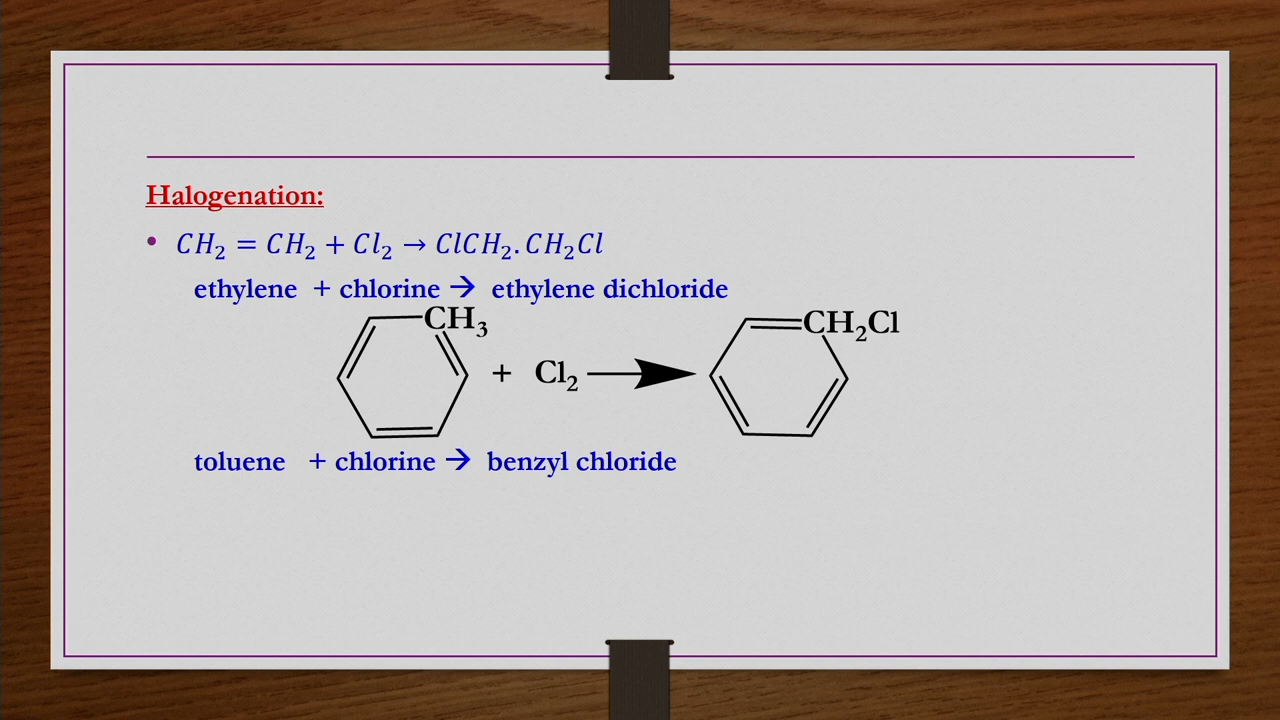 Halogenation:
• CH₂ = CH₂ + Cl₂ → ClCH₂.CH₂Cl
ethylene + chlorine → ethylene dichloride
CH₃ + Cl₂ CH₂Cl
toluene + chlorine → benzyl chloride